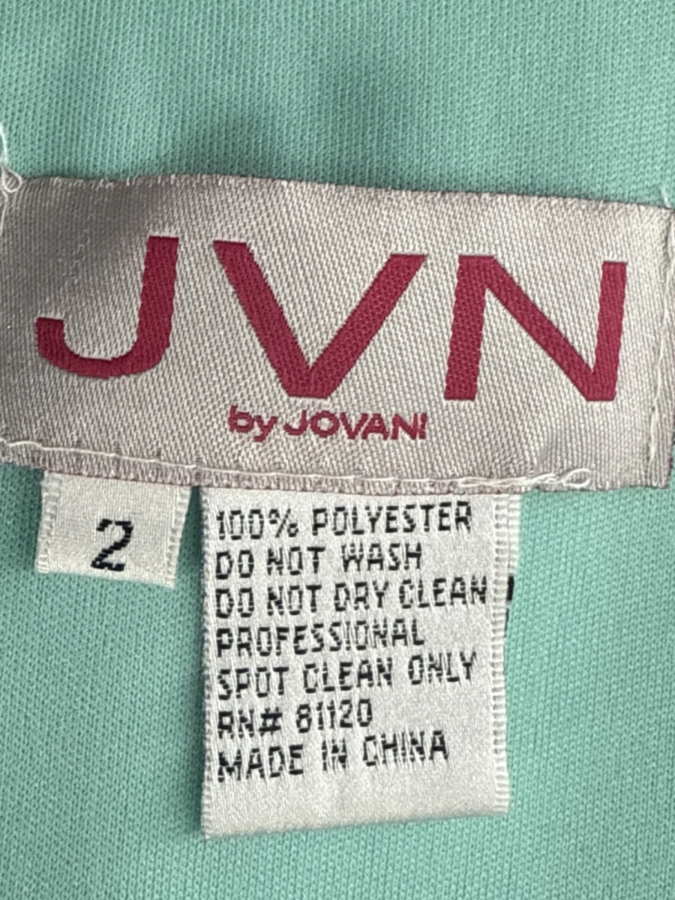 JVN
by JOVANI
2
100% POLYESTER
DO NOT WASH
DO NOT DRY CLEAN
PROFESSIONAL
SPOT CLEAN ONLY
RN# 81120
MADE IN CHINA